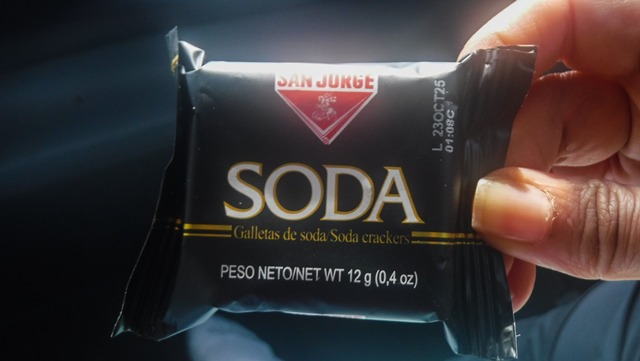 SAN JORGE
L 23OCT25
01:08C
SODA
Galletas de soda/Soda crackers
PESO NETO/NET WT 12 g (0,4 oz)